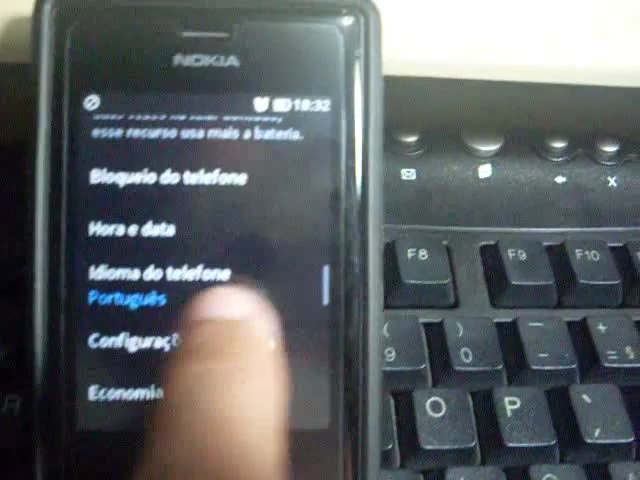 NOKIA
18:32
esse recurso usa mais a bateria.
Bloqueio do telefone
Hora e data
Idioma do telefone
Português
Configuraç
Economia
F8
F9
F10
X
9
)
0
—
-
+
=
O
P